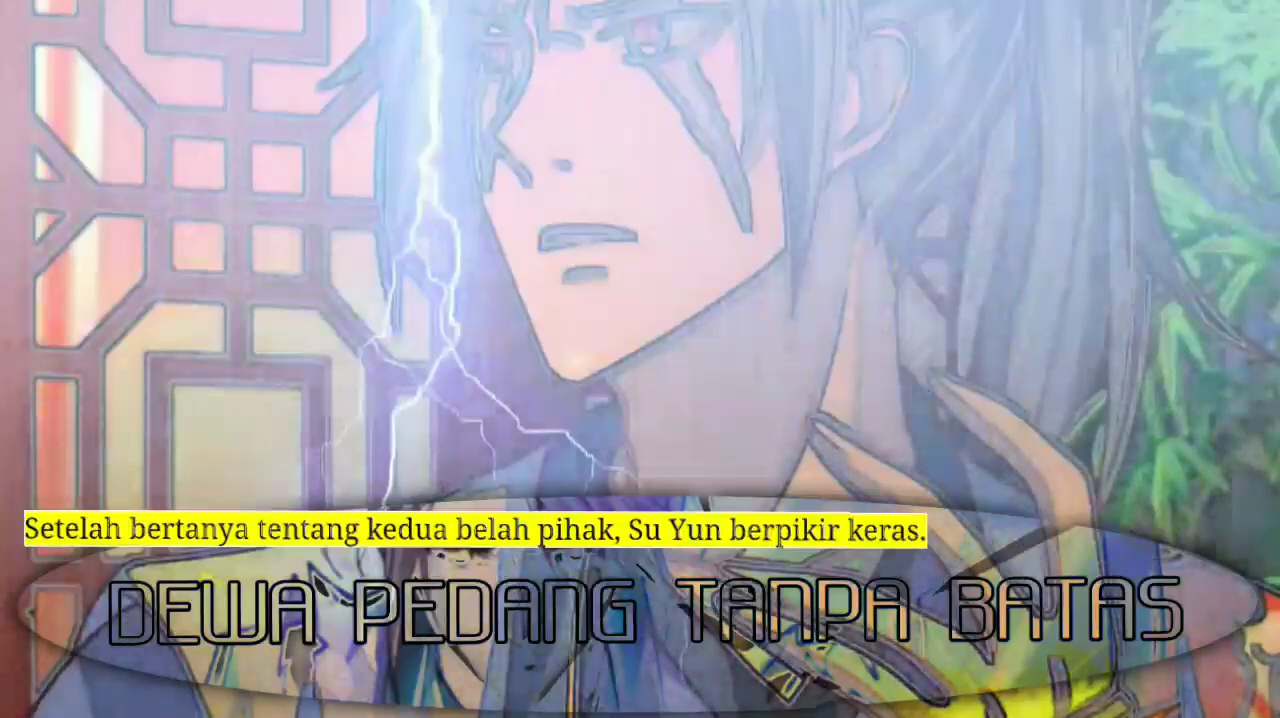 Setelah bertanya tentang kedua belah pihak, Su Yun berpikir keras.
DEWA PEDANG TANPA BATAS